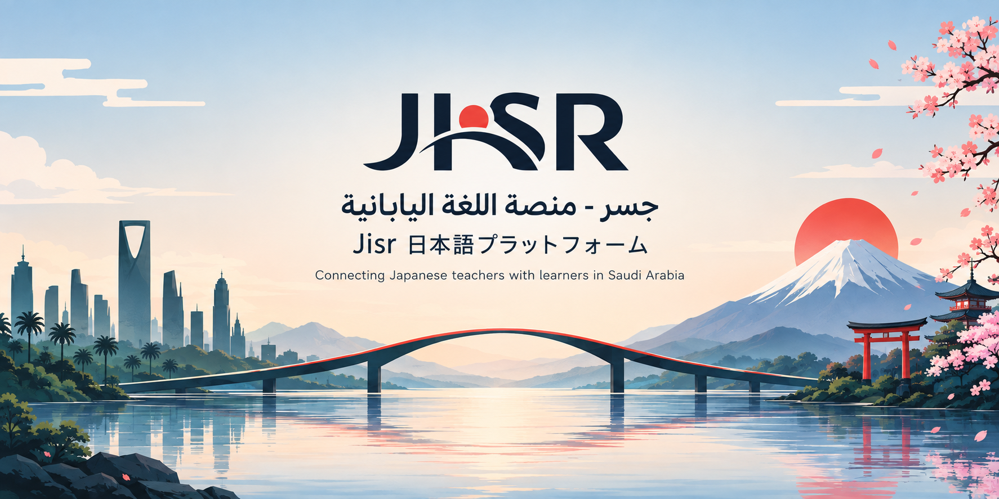 JISR
جسر - منصة اللغة اليابانية
Jisr 日本語プラットフォーム
Connecting Japanese teachers with learners in Saudi Arabia